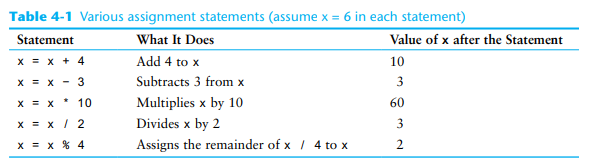 Table 4-1 Various assignment statements (assume x = 6 in each statement)
Statement What It Does Value of x after the Statement
x = x + 4 Add 4 to x 10
x = x - 3 Subtracts 3 from x 3
x = x * 10 Multiplies x by 10 60
x = x / 2 Divides x by 2 3
x = x % 4 Assigns the remainder of x / 4 to x 2